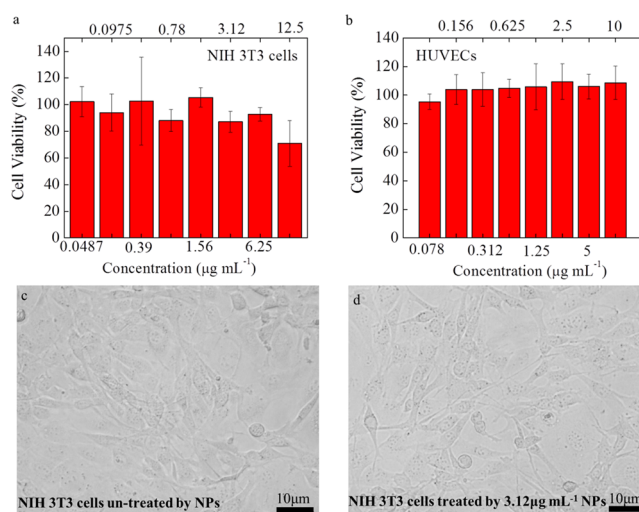 a
0.0975 0.78 3.12 12.5
NIH 3T3 cells
140
120
100
80
60
40
20
0
Cell Viability (%)
0.0487 0.39 1.56 6.25
Concentration (μg mL⁻¹)
b
0.156 0.625 2.5 10
HUVECs
140
120
100
80
60
40
20
0
Cell Viability (%)
0.078 0.312 1.25 5
Concentration (μg mL⁻¹)
c
NIH 3T3 cells un-treated by NPs
10μm
d
NIH 3T3 cells treated by 3.12μg mL⁻¹ NPs
10μm